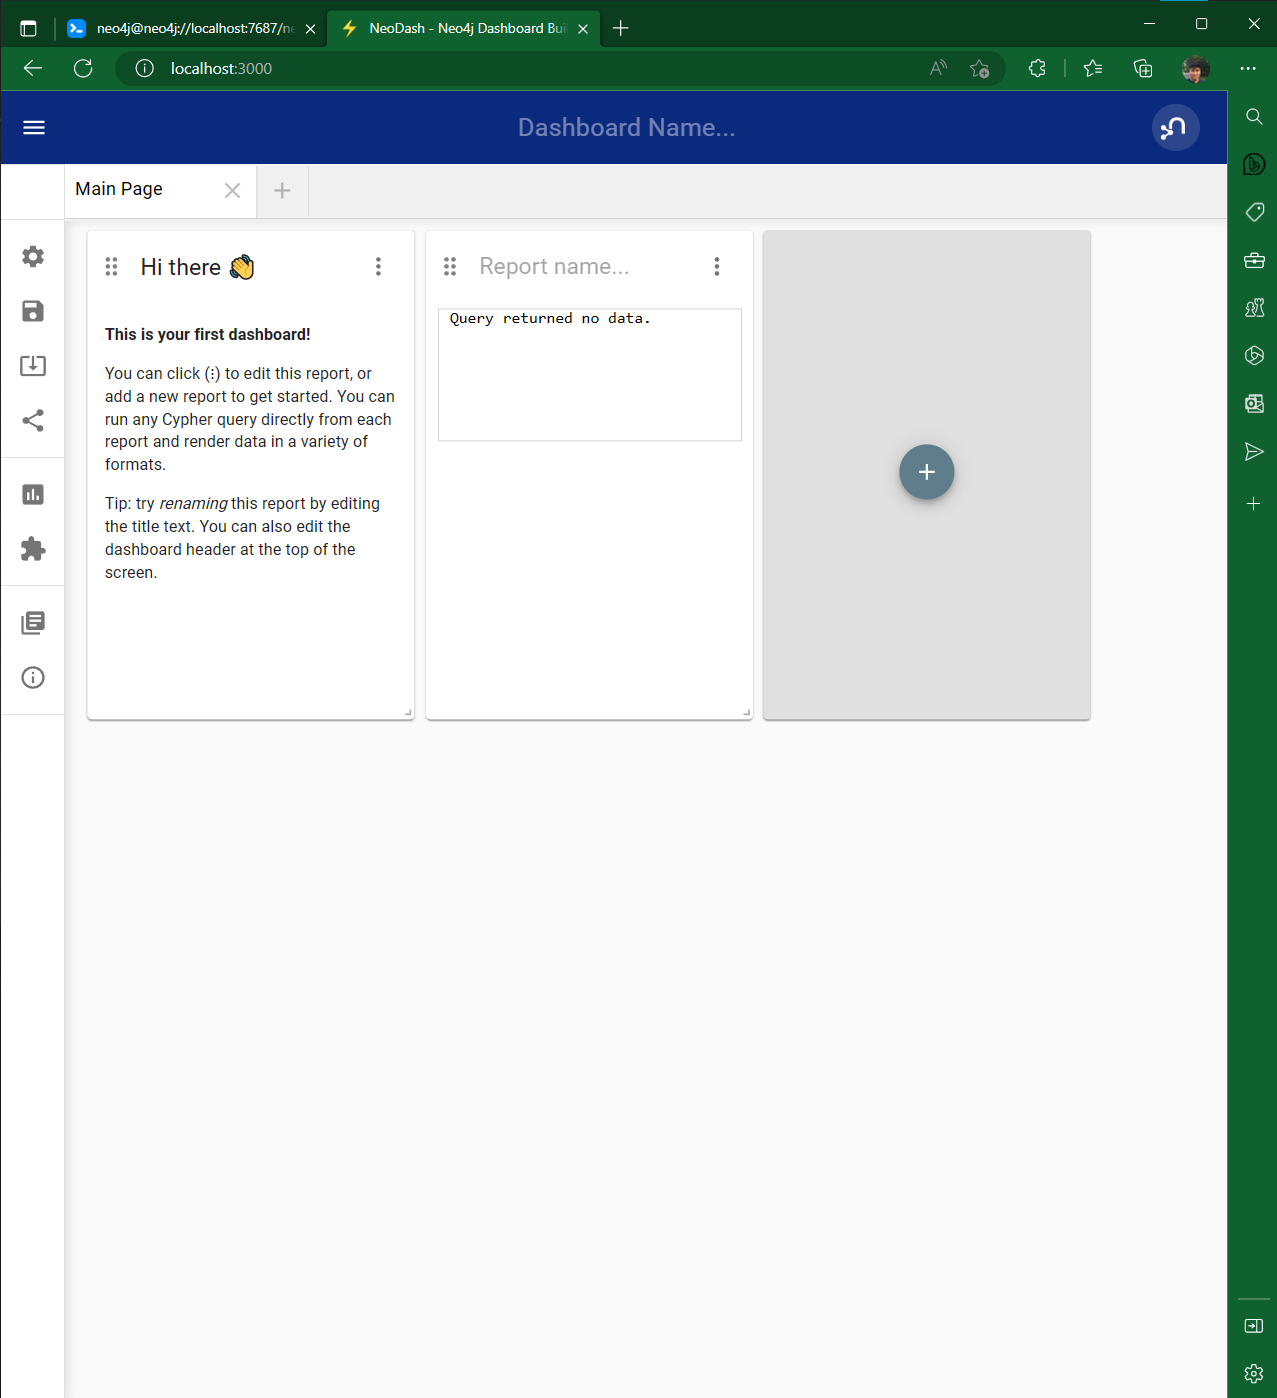 neo4j@neo4j://localhost:7687/ne
NeoDash - Neo4j Dashboard Bui
localhost:3000
Dashboard Name...
Main Page
Hi there 👋
This is your first dashboard!
You can click (⋮) to edit this report, or
add a new report to get started. You can
run any Cypher query directly from each
report and render data in a variety of
formats.
Tip: try renaming this report by editing
the title text. You can also edit the
dashboard header at the top of the
screen.
Report name...
Query returned no data.